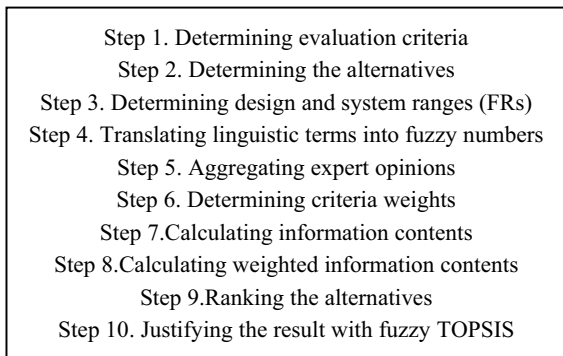 Step 1. Determining evaluation criteria
Step 2. Determining the alternatives
Step 3. Determining design and system ranges (FRs)
Step 4. Translating linguistic terms into fuzzy numbers
Step 5. Aggregating expert opinions
Step 6. Determining criteria weights
Step 7.Calculating information contents
Step 8.Calculating weighted information contents
Step 9.Ranking the alternatives
Step 10. Justifying the result with fuzzy TOPSIS